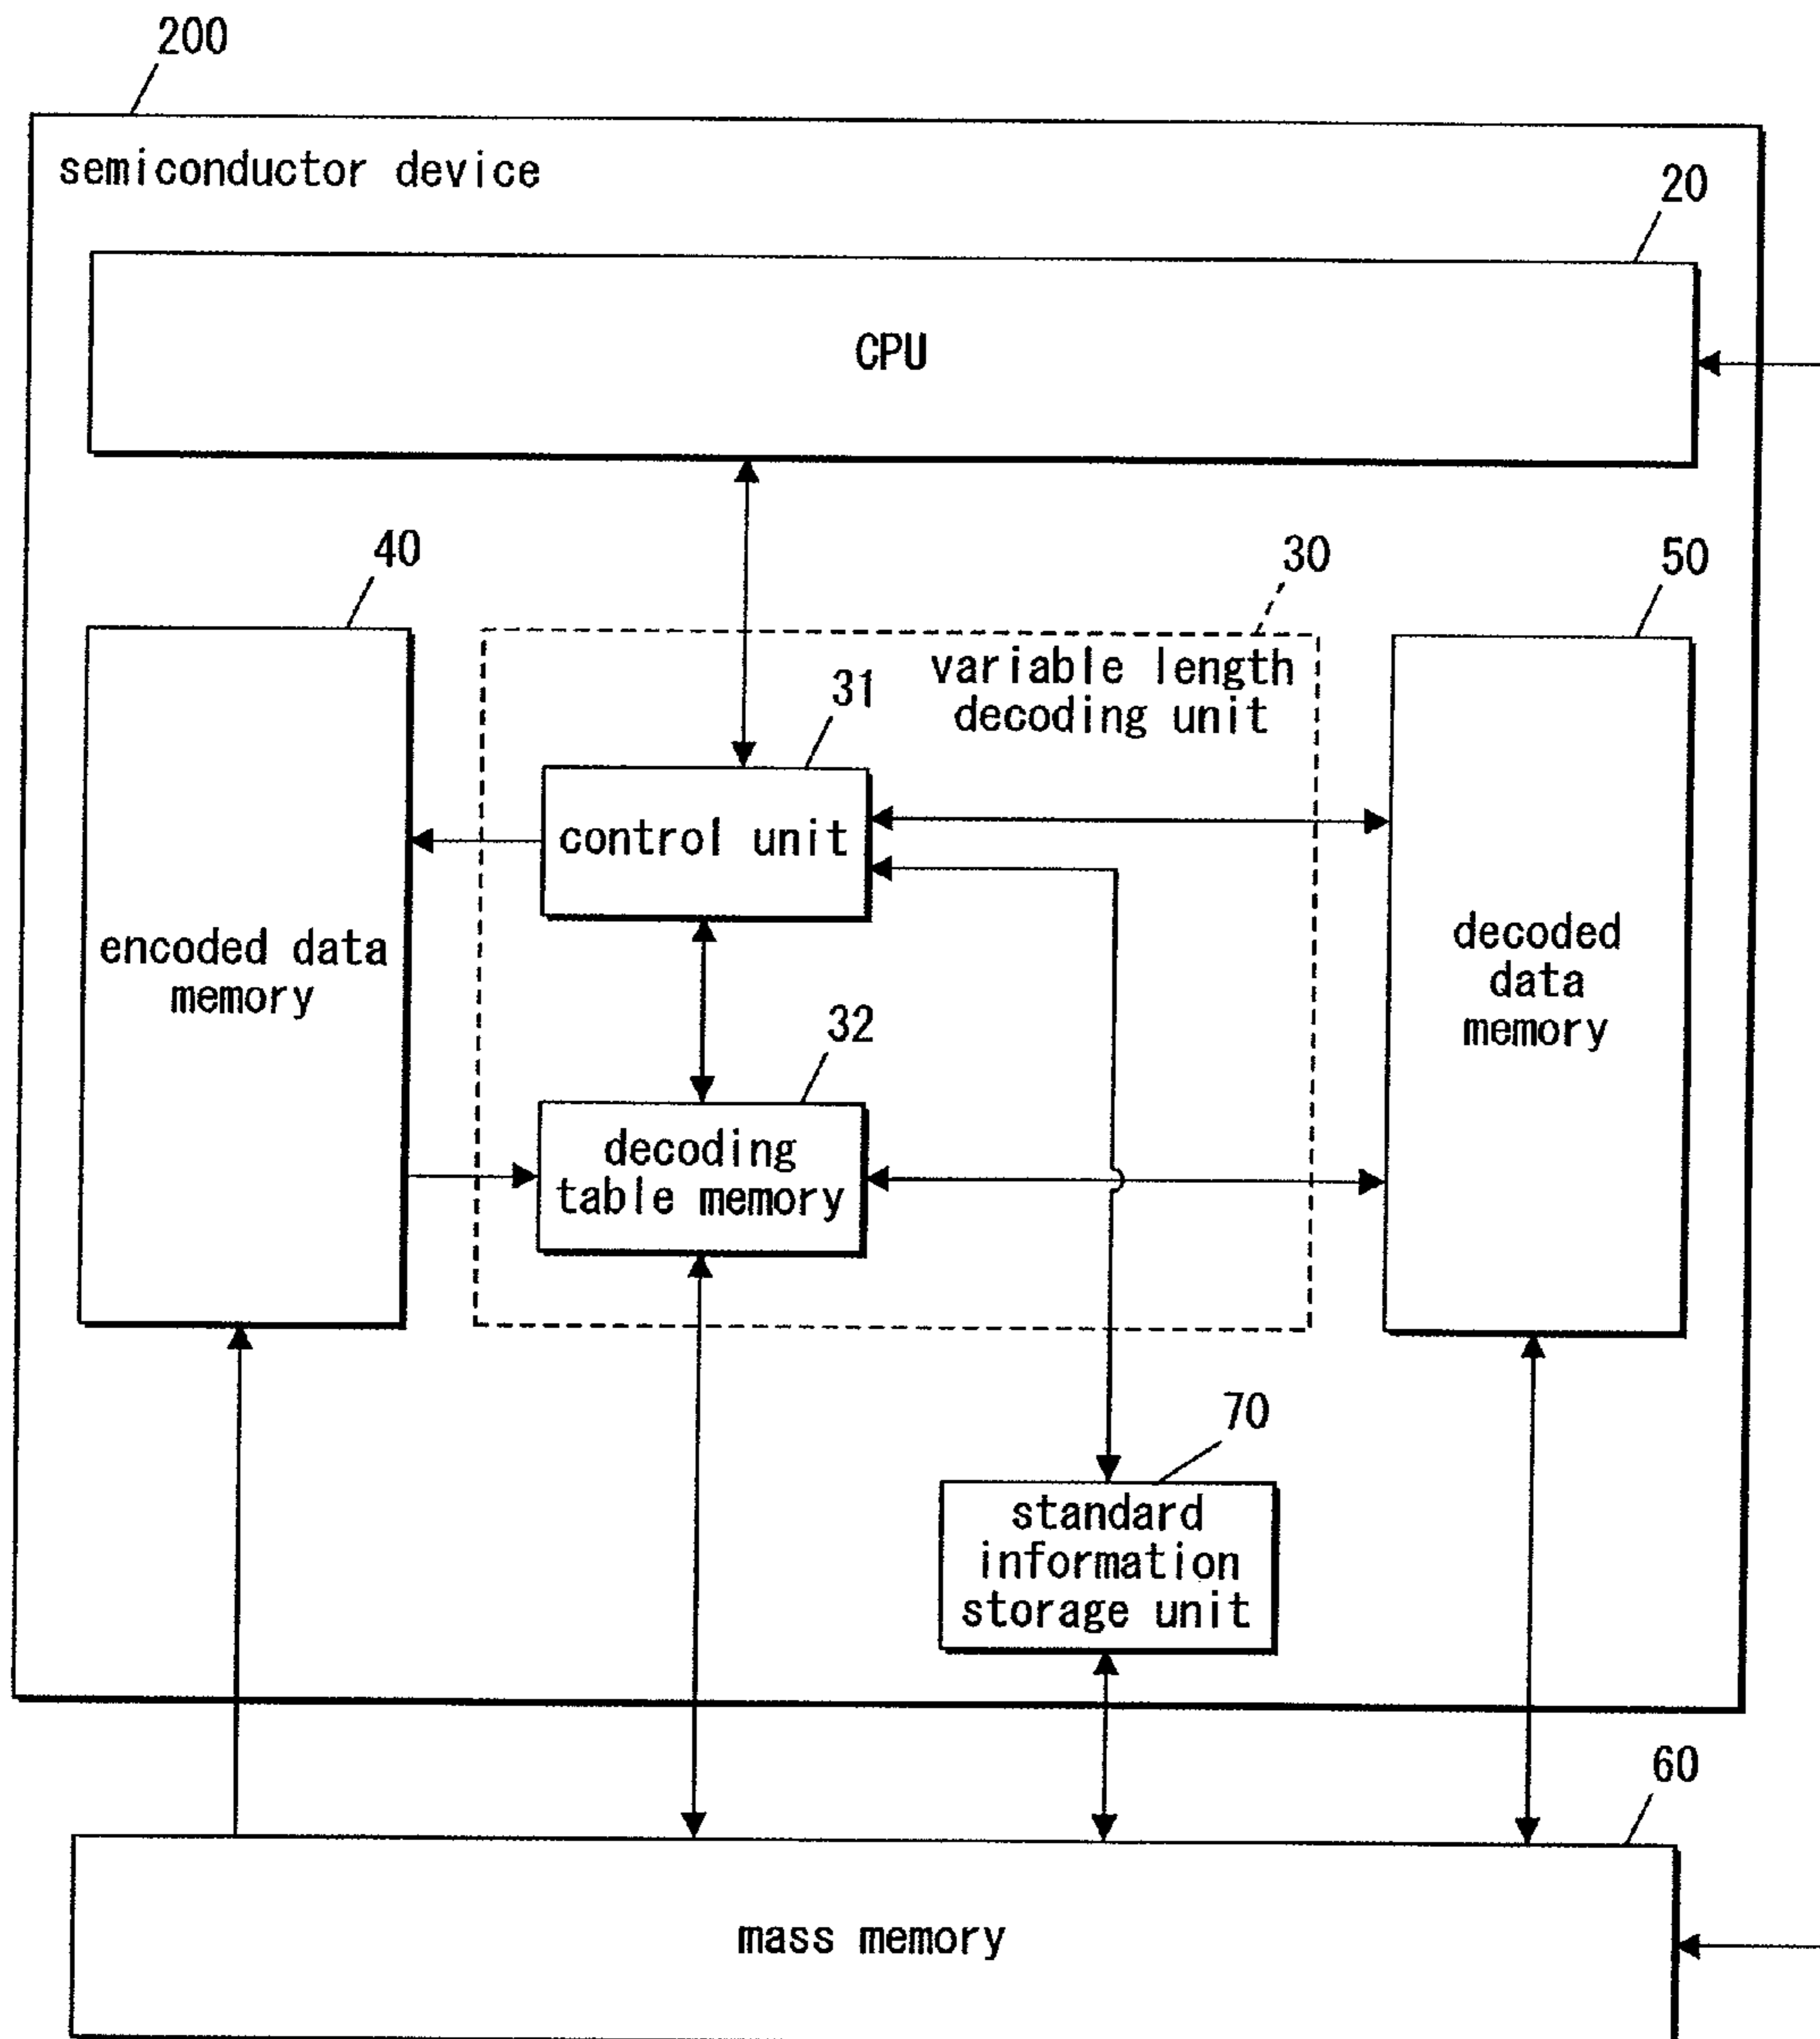 200
semiconductor device
20
CPU
40
30
50
variable length
decoding unit
31
control unit
encoded data
memory
decoded
data
memory
32
decoding
table memory
70
standard
information
storage unit
60
mass memory